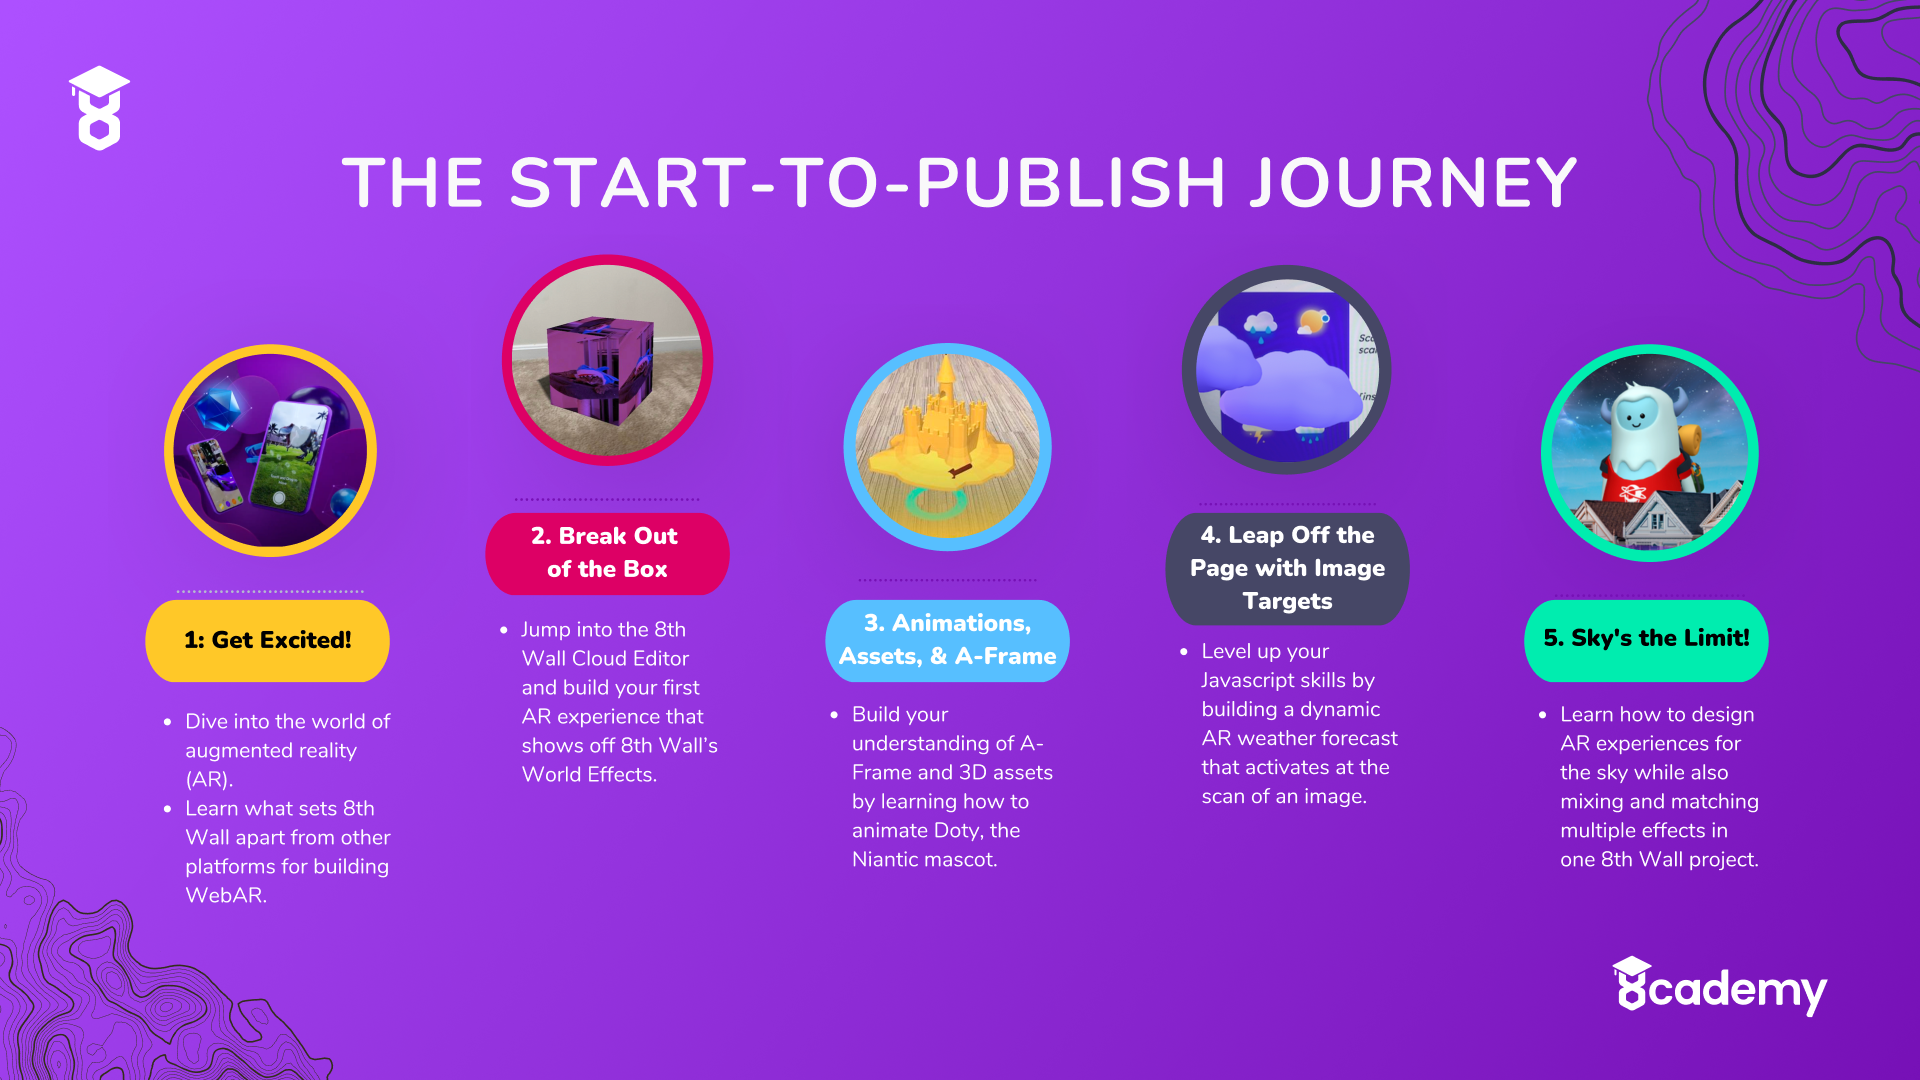 THE START-TO-PUBLISH JOURNEY
1: Get Excited!
• Dive into the world of
augmented reality
(AR).
• Learn what sets 8th
Wall apart from other
platforms for building
WebAR.
2. Break Out
of the Box
• Jump into the 8th
Wall Cloud Editor
and build your first
AR experience that
shows off 8th Wall's
World Effects.
3. Animations,
Assets, & A-Frame
• Build your
understanding of A-
Frame and 3D assets
by learning how to
animate Doty, the
Niantic mascot.
4. Leap Off the
Page with Image
Targets
• Level up your
Javascript skills by
building a dynamic
AR weather forecast
that activates at the
scan of an image.
5. Sky's the Limit!
• Learn how to design
AR experiences for
the sky while also
mixing and matching
multiple effects in
one 8th Wall project.
8cademy